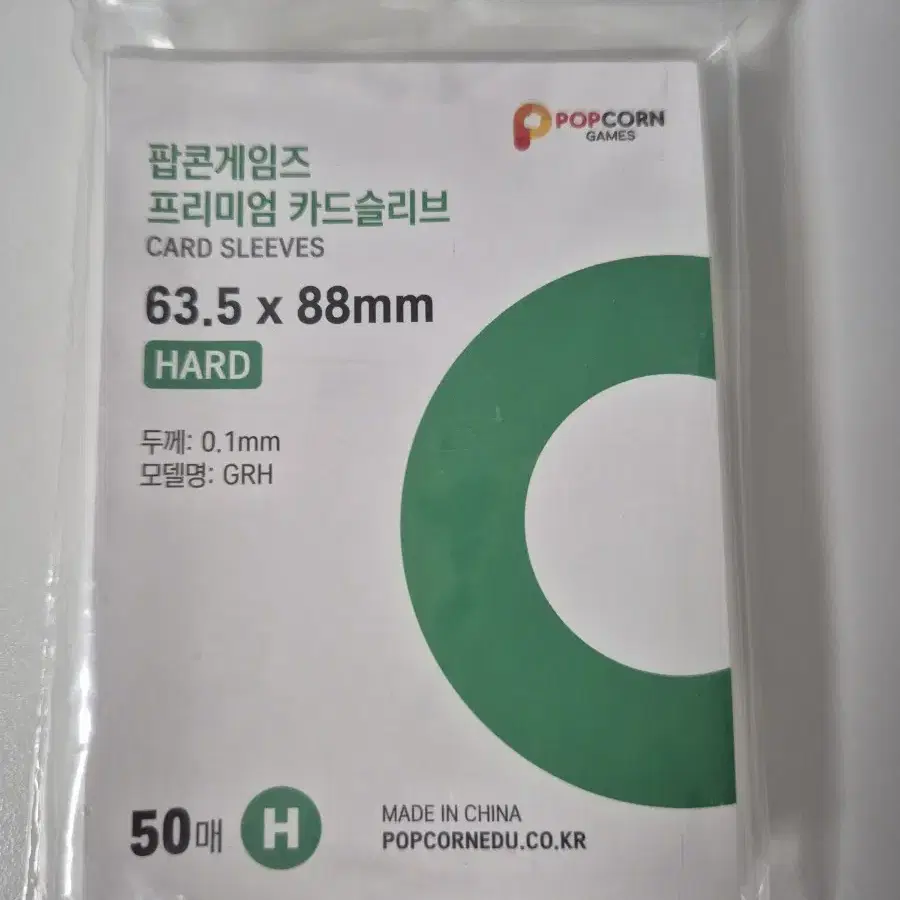 POPCORN
GAMES
팝콘게임즈
프리미엄 카드슬리브
CARD SLEEVES
63.5 x 88mm
HARD
두께: 0.1mm
모델명: GRH
50매
H
MADE IN CHINA
POPCORNEDU.CO.KR